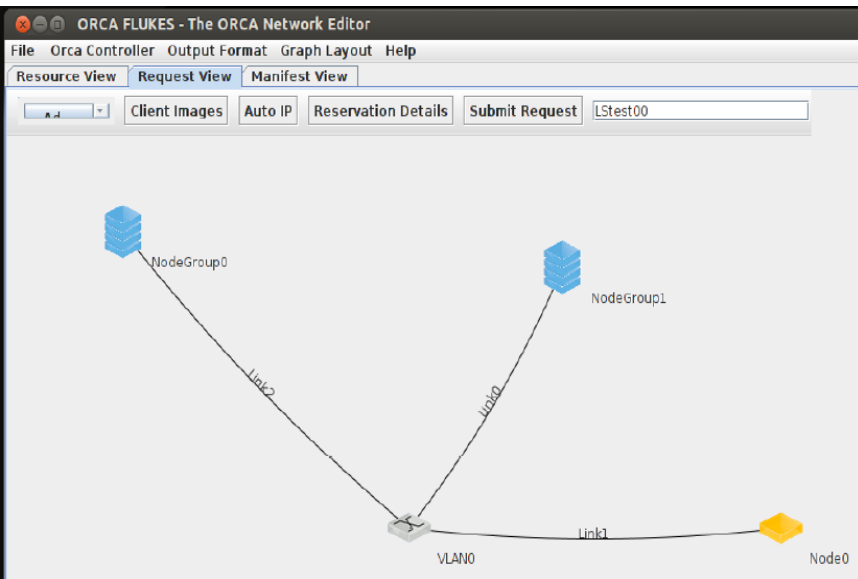 ORCA FLUKES - The ORCA Network Editor
File Orca Controller Output Format Graph Layout Help
Resource View Request View Manifest View
Client Images Auto IP Reservation Details Submit Request LStest00
NodeGroup0
NodeGroup1
Link2
Link0
Link1
VLAN0
Node0